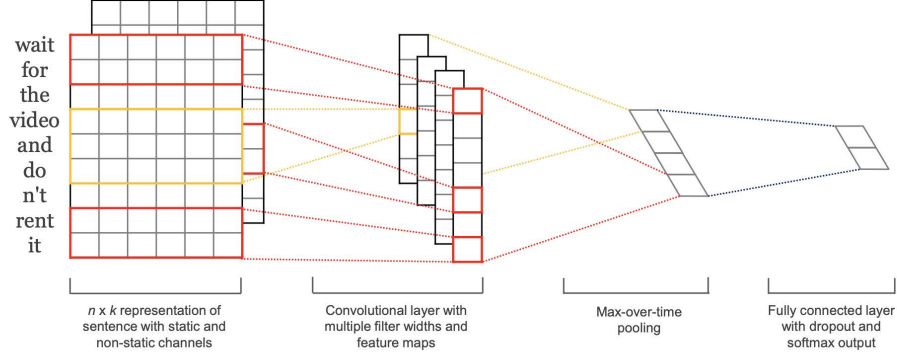 wait
for
the
video
and
do
n't
rent
it
n x k representation of
sentence with static and
non-static channels
Convolutional layer with
multiple filter widths and
feature maps
Max-over-time
pooling
Fully connected layer
with dropout and
softmax output